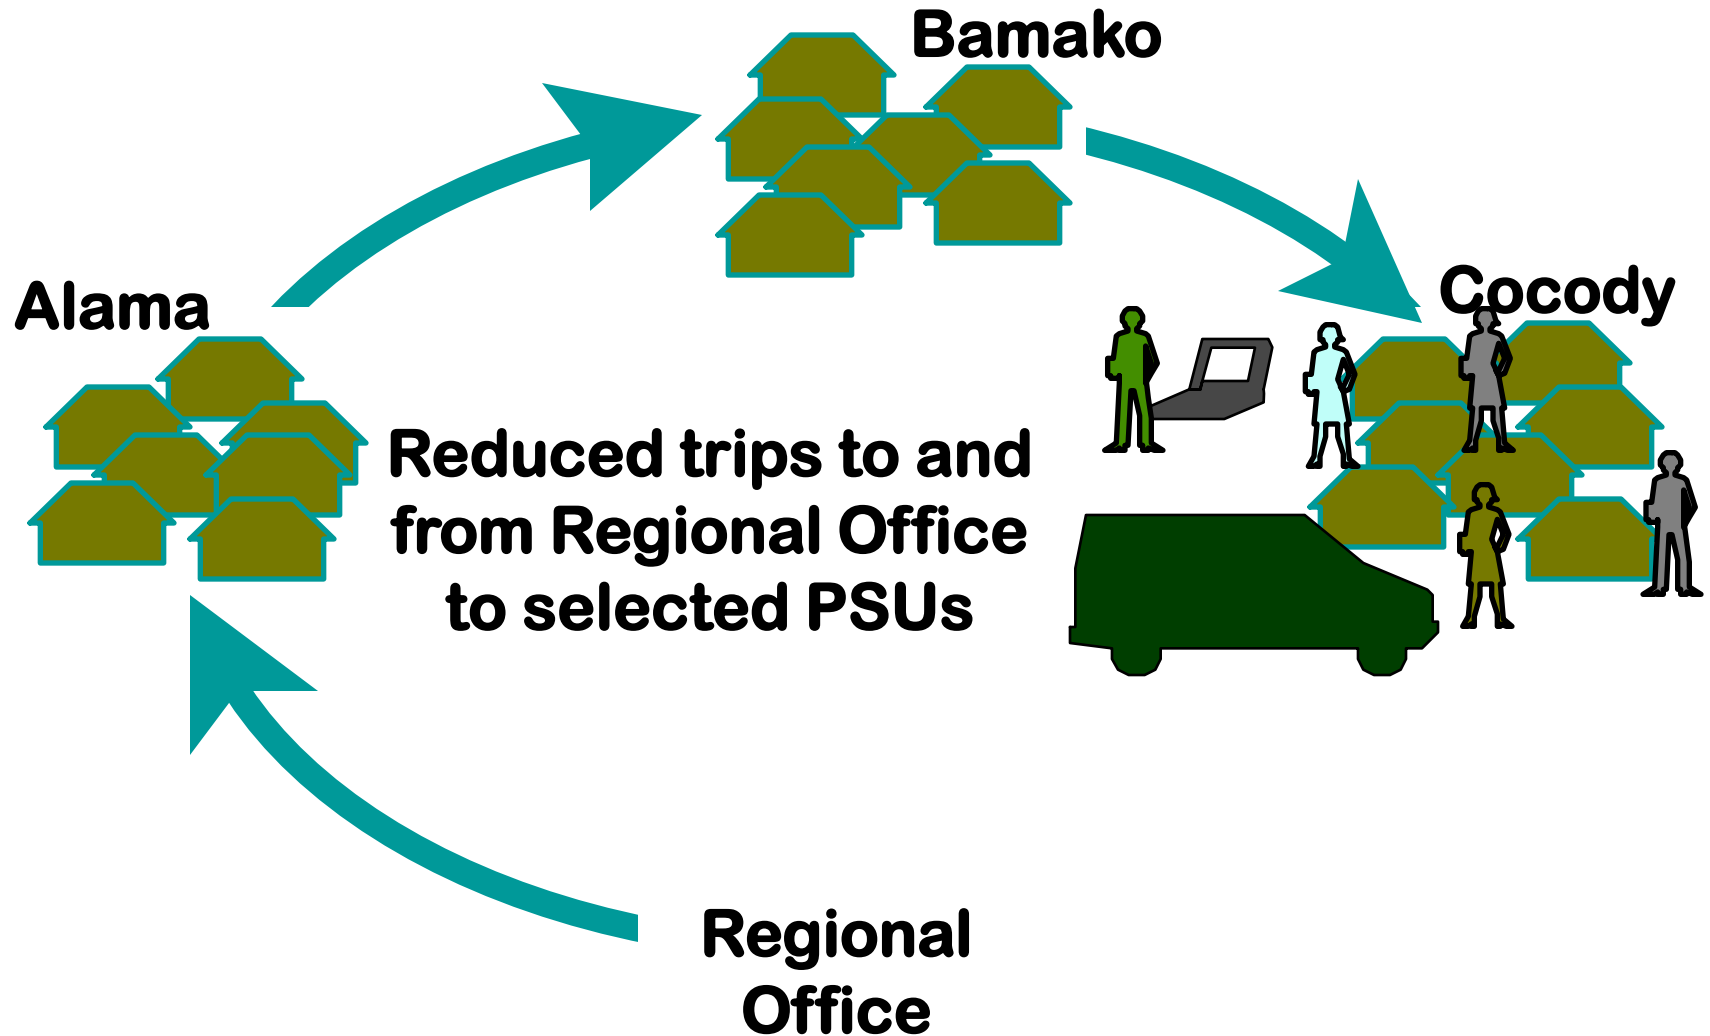 Bamako
Alama
Cocody
Reduced trips to and
from Regional Office
to selected PSUs
Regional
Office